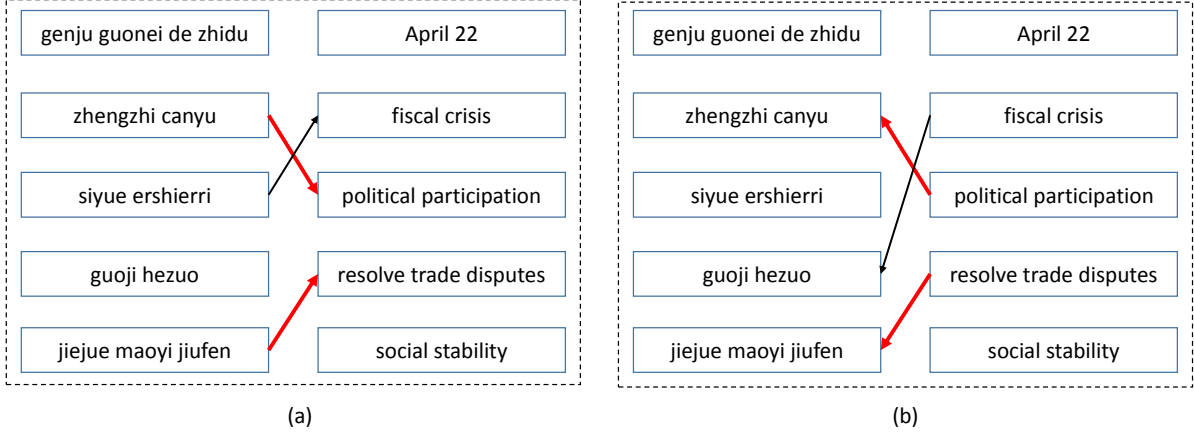 genju guonei de zhidu
April 22
zhengzhi canyu
fiscal crisis
siyue ershierri
political participation
guoji hezuo
resolve trade disputes
jiejue maoyi jiufen
social stability
(a)
genju guonei de zhidu
April 22
zhengzhi canyu
fiscal crisis
siyue ershierri
political participation
guoji hezuo
resolve trade disputes
jiejue maoyi jiufen
social stability
(b)